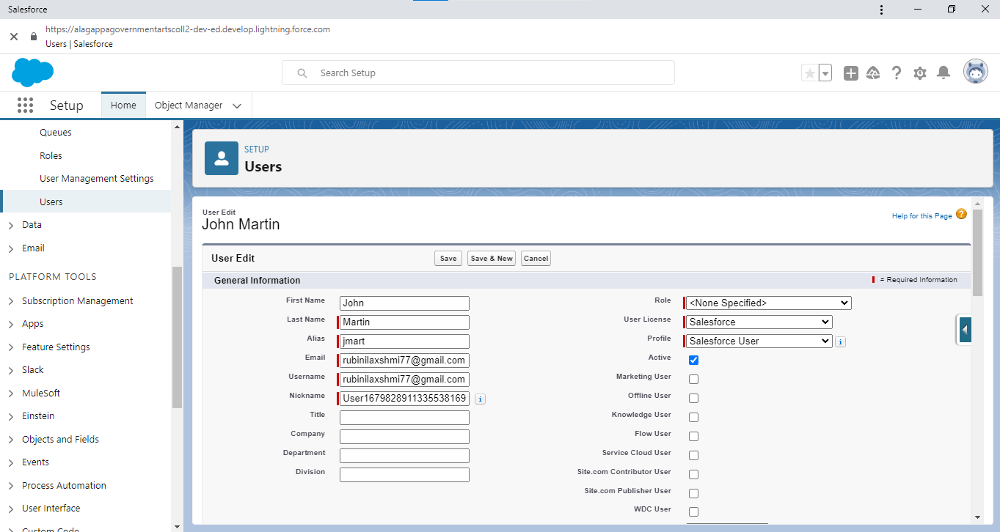 Salesforce
https://alagappagovernmentartscoll2-dev-ed.develop.lightning.force.com
Users | Salesforce
Search Setup
Setup
Home
Object Manager
Queues
Roles
User Management Settings
Users
Data
Email
PLATFORM TOOLS
Subscription Management
Apps
Feature Settings
Slack
MuleSoft
Einstein
Objects and Fields
Events
Process Automation
User Interface
Custom Code
SETUP
Users
User Edit
John Martin
Help for this Page ?
User Edit
Save
Save & New
Cancel
General Information
= Required Information
First Name John
Last Name Martin
Alias jmart
Email rubinilaxshmi77@gmail.com
Username rubinilaxshmi77@gmail.com
Nickname User1679828911335538169 i
Title
Company
Department
Division
Role <None Specified>
User License Salesforce
Profile Salesforce User i
Active
Marketing User
Offline User
Knowledge User
Flow User
Service Cloud User
Site.com Contributor User
Site.com Publisher User
WDC User